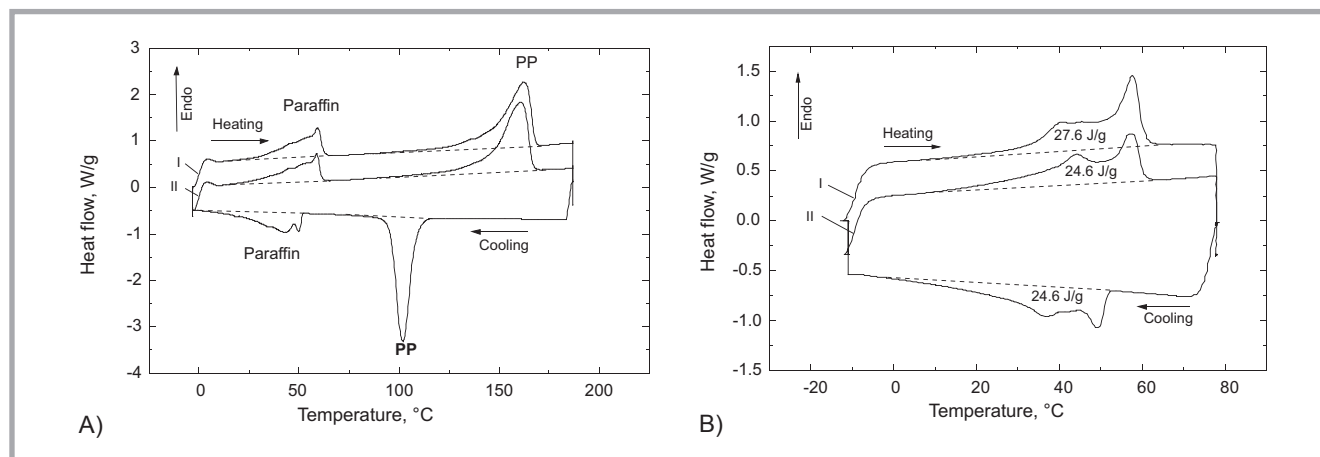 3
2
1
0
-1
-2
-3
-4
Heat flow, W/g
Endo
Heating
Paraffin
PP
I
II
Paraffin
Cooling
PP
0
50
100
150
200
Temperature, °C
A)
1.5
1.0
0.5
0.0
-0.5
-1.0
-1.5
Heat flow, W/g
Endo
Heating
27.6 J/g
24.6 J/g
I
II
24.6 J/g
Cooling
-20
0
20
40
60
80
Temperature, °C
B)